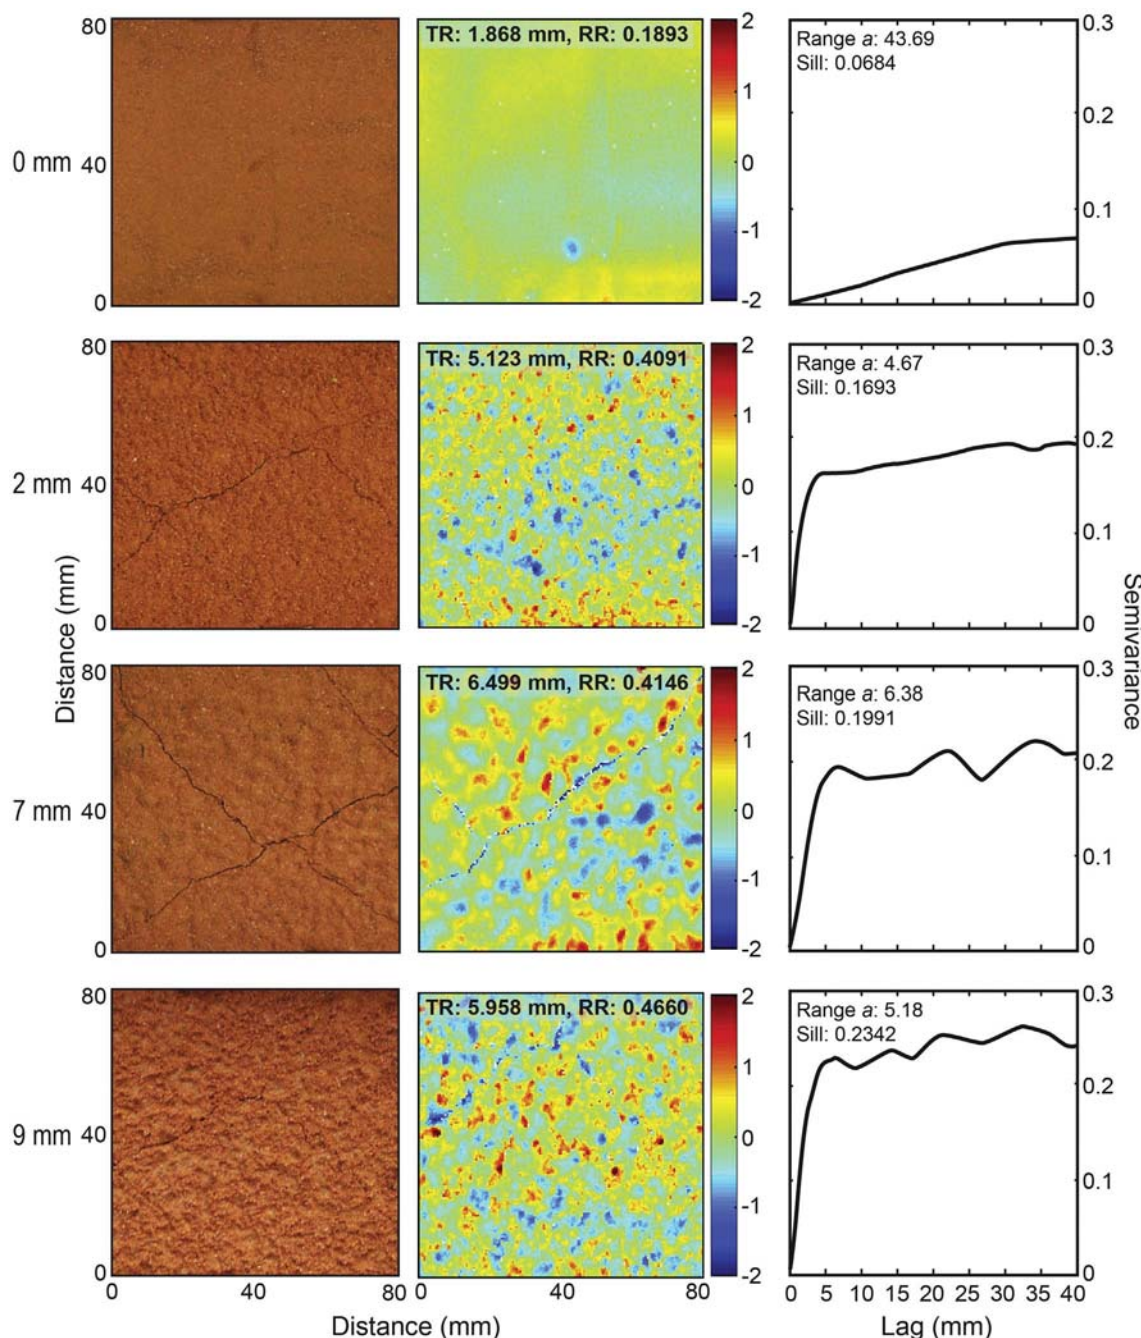 80
40
0
0 mm
TR: 1.868 mm, RR: 0.1893
2
1
0
-1
-2
Range a: 43.69
Sill: 0.0684
0.3
0.2
0.1
0
80
40
0
2 mm
TR: 5.123 mm, RR: 0.4091
2
1
0
-1
-2
Range a: 4.67
Sill: 0.1693
0.3
0.2
0.1
0
Distance (mm)
Semivariance
80
40
0
7 mm
TR: 6.499 mm, RR: 0.4146
2
1
0
-1
-2
Range a: 6.38
Sill: 0.1991
0.3
0.2
0.1
0
80
40
0
9 mm
TR: 5.958 mm, RR: 0.4660
2
1
0
-1
-2
Range a: 5.18
Sill: 0.2342
0.3
0.2
0.1
0
0 40 80
0 40 80
0 5 10 15 20 25 30 35 40
Distance (mm)
Lag (mm)